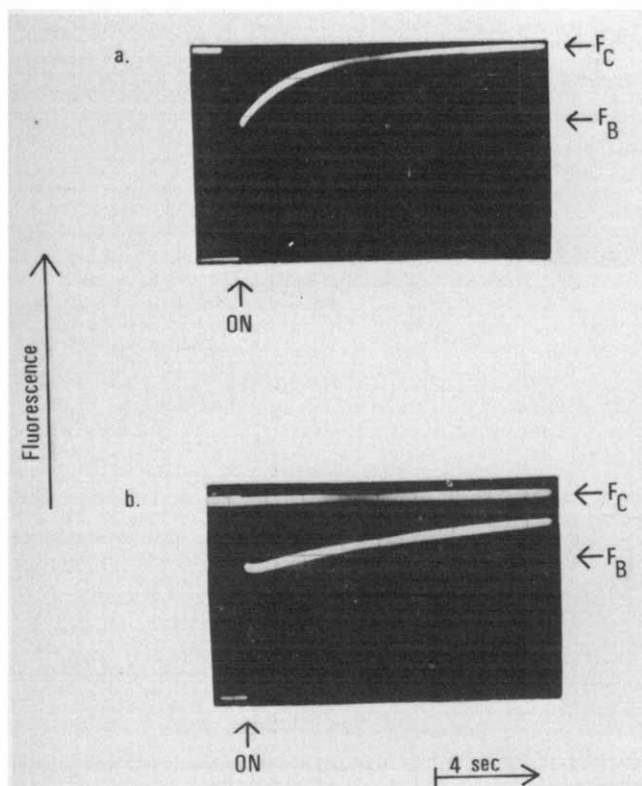 a.
← F_C
← F_B
↑
ON
Fluorescence
b.
← F_C
← F_B
↑
ON
4 sec